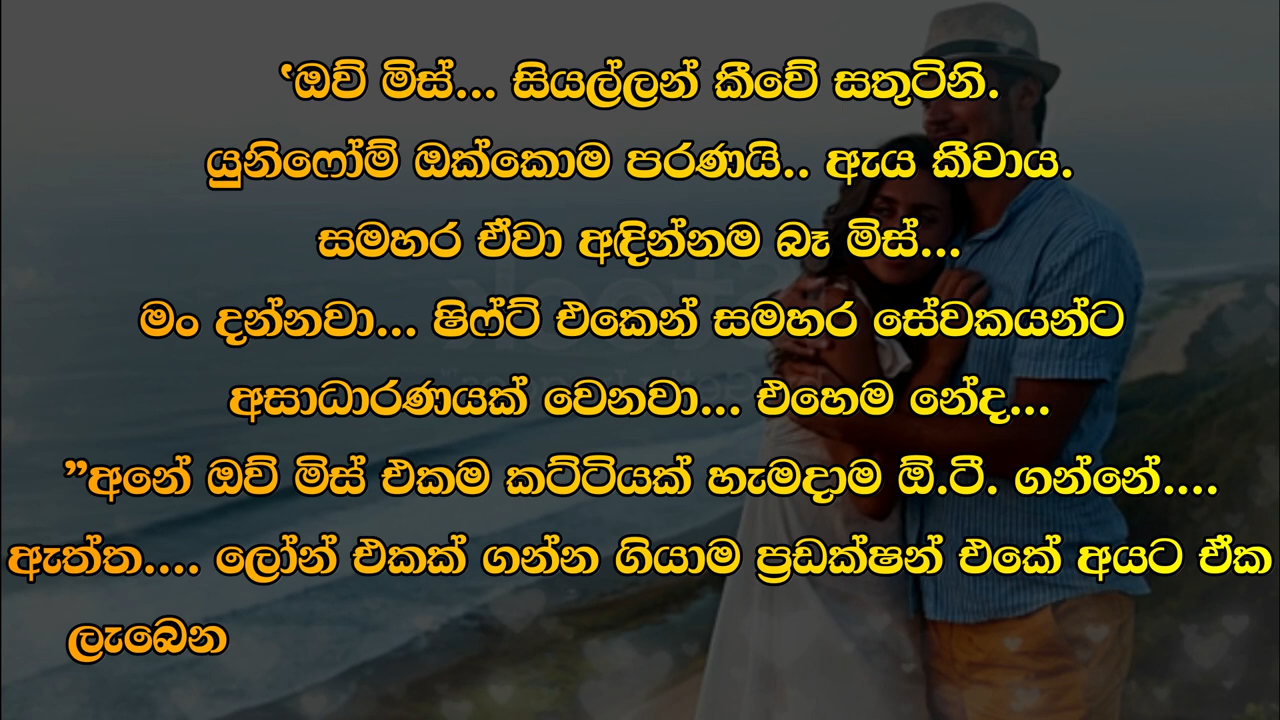 ‛ඔව් මිස්... සියල්ලන් කීවේ සතුටිනි.
යුනිෆෝම් ඔක්කොම පරණයි.. ඇය කීවාය.
සමහර ඒවා අඳින්නම බෑ මිස්...
මං දන්නවා... ෂිෆ්ට් එකෙන් සමහර සේවකයන්ට
අසාධාරණයක් වෙනවා... එහෙම නේද...
”අනේ ඔව් මිස් එකම කට්ටියක් හැමදාම ඕ.ටී. ගන්නේ....
ඇත්ත.... ලෝන් එකක් ගන්න ගියාම ප්‍රඩක්ෂන් එකේ අයට ඒක
ලැබෙන